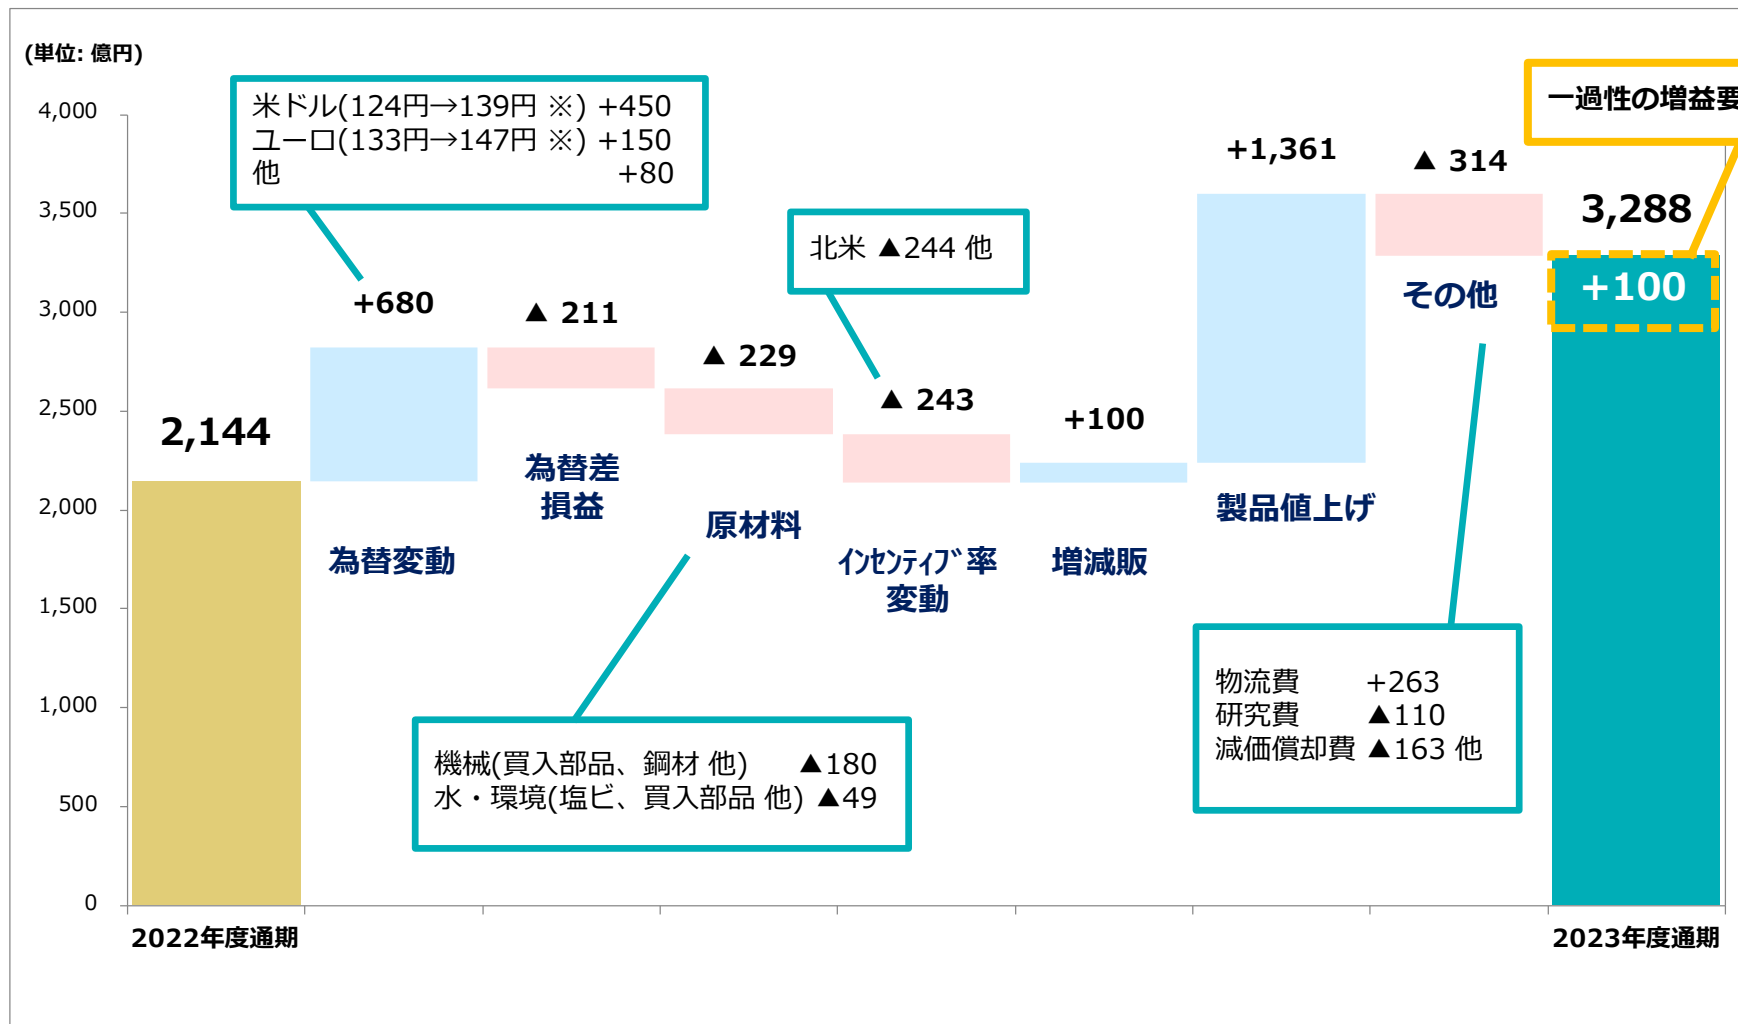 (単位: 億円)
4,000
3,500
3,000
2,500
2,000
1,500
1,000
500
0
米ドル(124円→139円 ※) +450
ユーロ(133円→147円 ※) +150
他 +80
北米 ▲244 他
一過性の増益要
2,144
+680
▲ 211
▲ 229
▲ 243
+100
+1,361
▲ 314
3,288
+100
為替変動
為替差
損益
原材料
インセンティブ率
変動
増減販
製品値上げ
その他
機械(買入部品、鋼材 他) ▲180
水・環境(塩ビ、買入部品 他) ▲49
物流費 +263
研究費 ▲110
減価償却費 ▲163 他
2022年度通期
2023年度通期